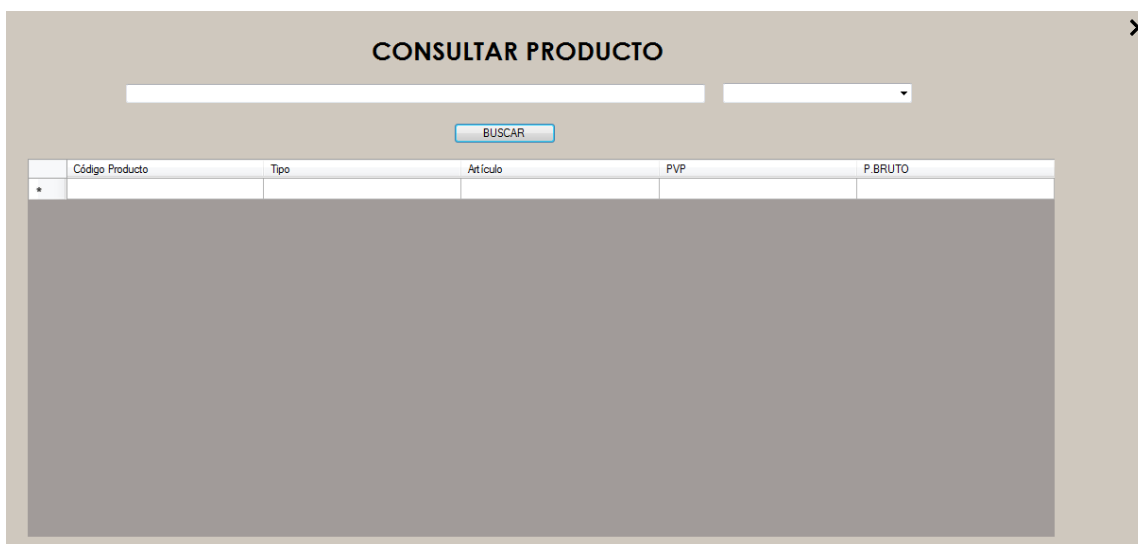 CONSULTAR PRODUCTO
BUSCAR
Código Producto Tipo Artículo PVP P.BRUTO
*